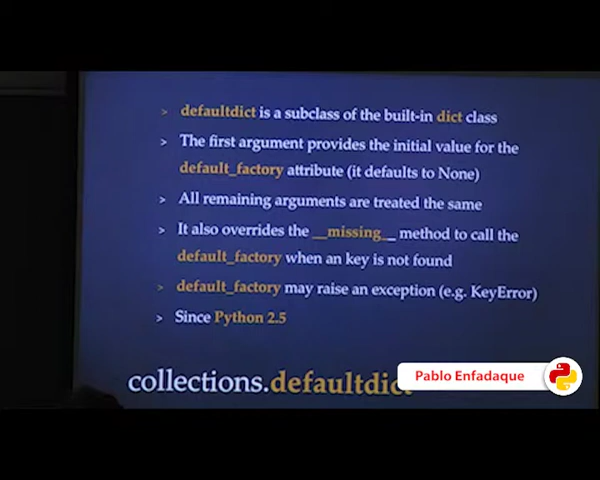 > defaultdict is a subclass of the built-in dict class
> The first argument provides the initial value for the
default_factory attribute (it defaults to None)
> All remaining arguments are treated the same
> It also overrides the __missing__ method to call the
default_factory when an key is not found
> default_factory may raise an exception (e.g. KeyError)
> Since Python 2.5
collections.defaultdict
Pablo Enfadaque